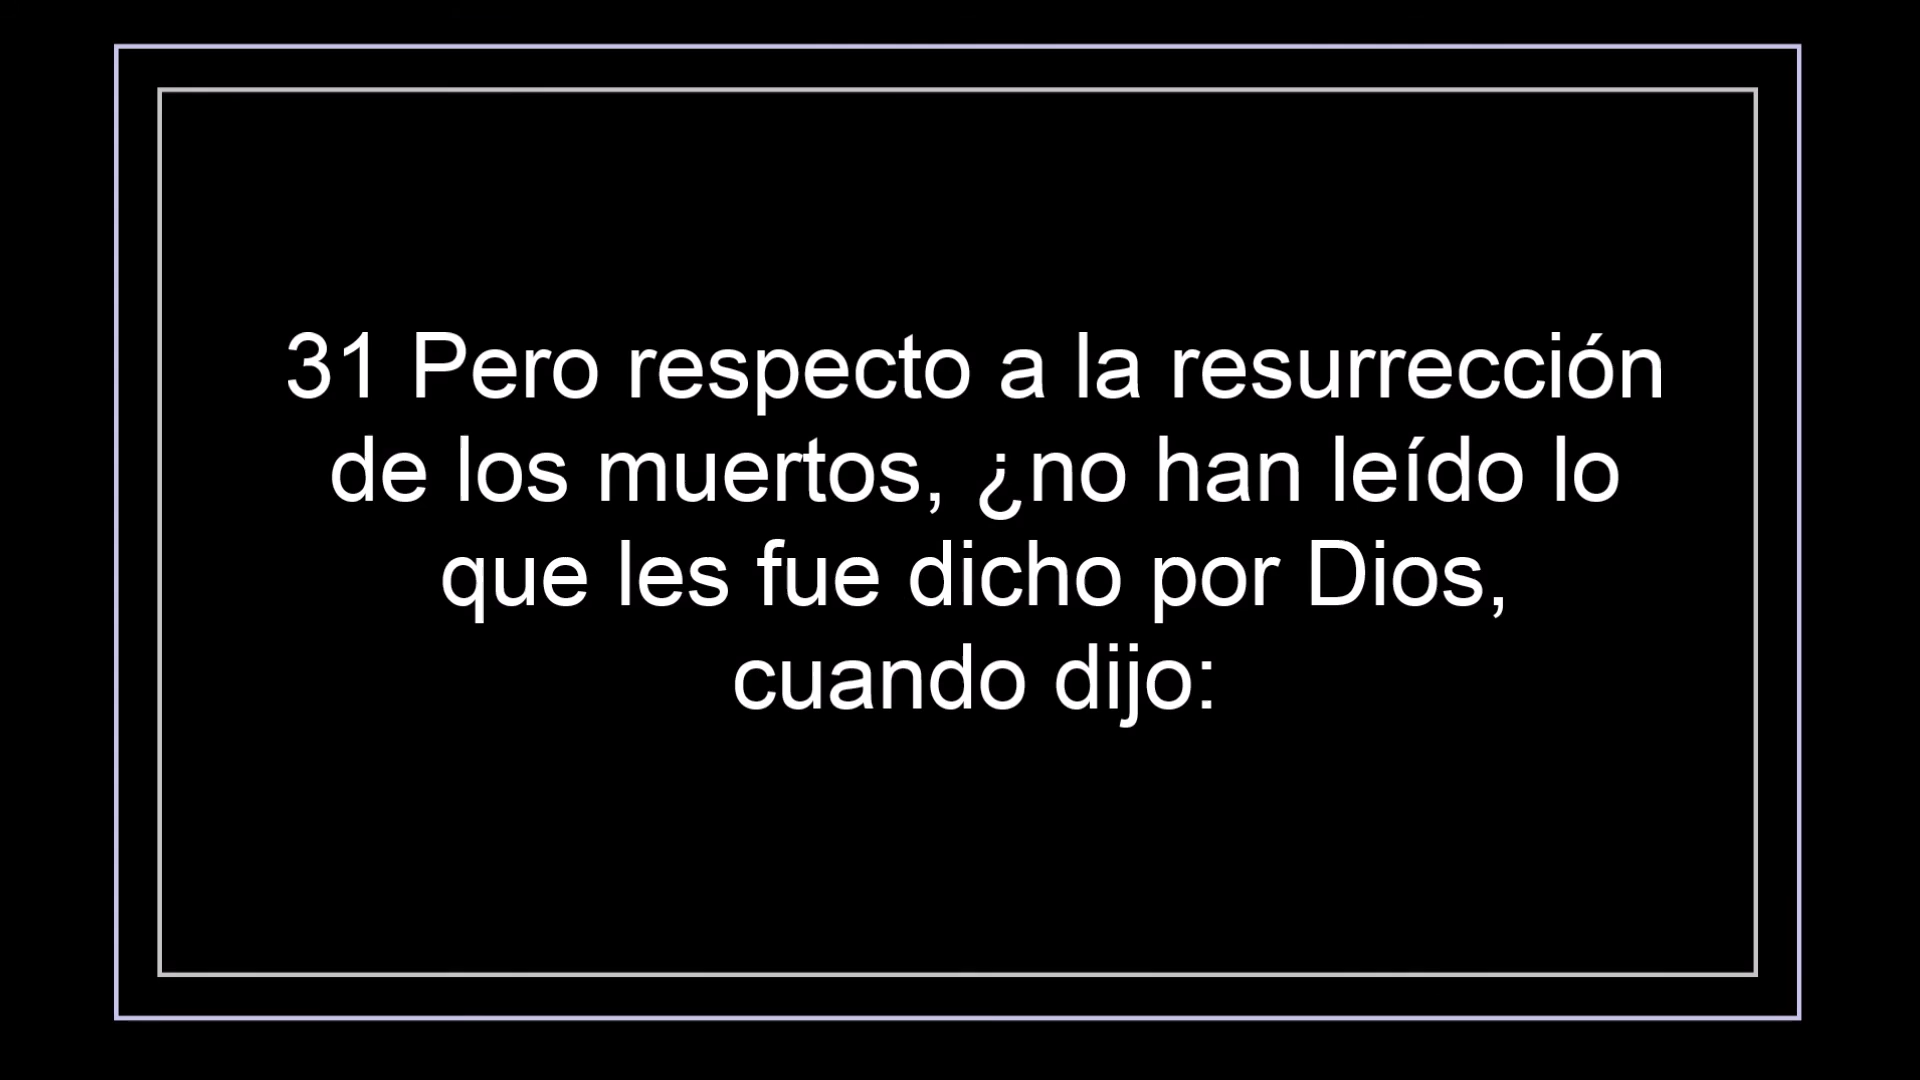 31 Pero respecto a la resurrección
de los muertos, ¿no han leído lo
que les fue dicho por Dios,
cuando dijo: